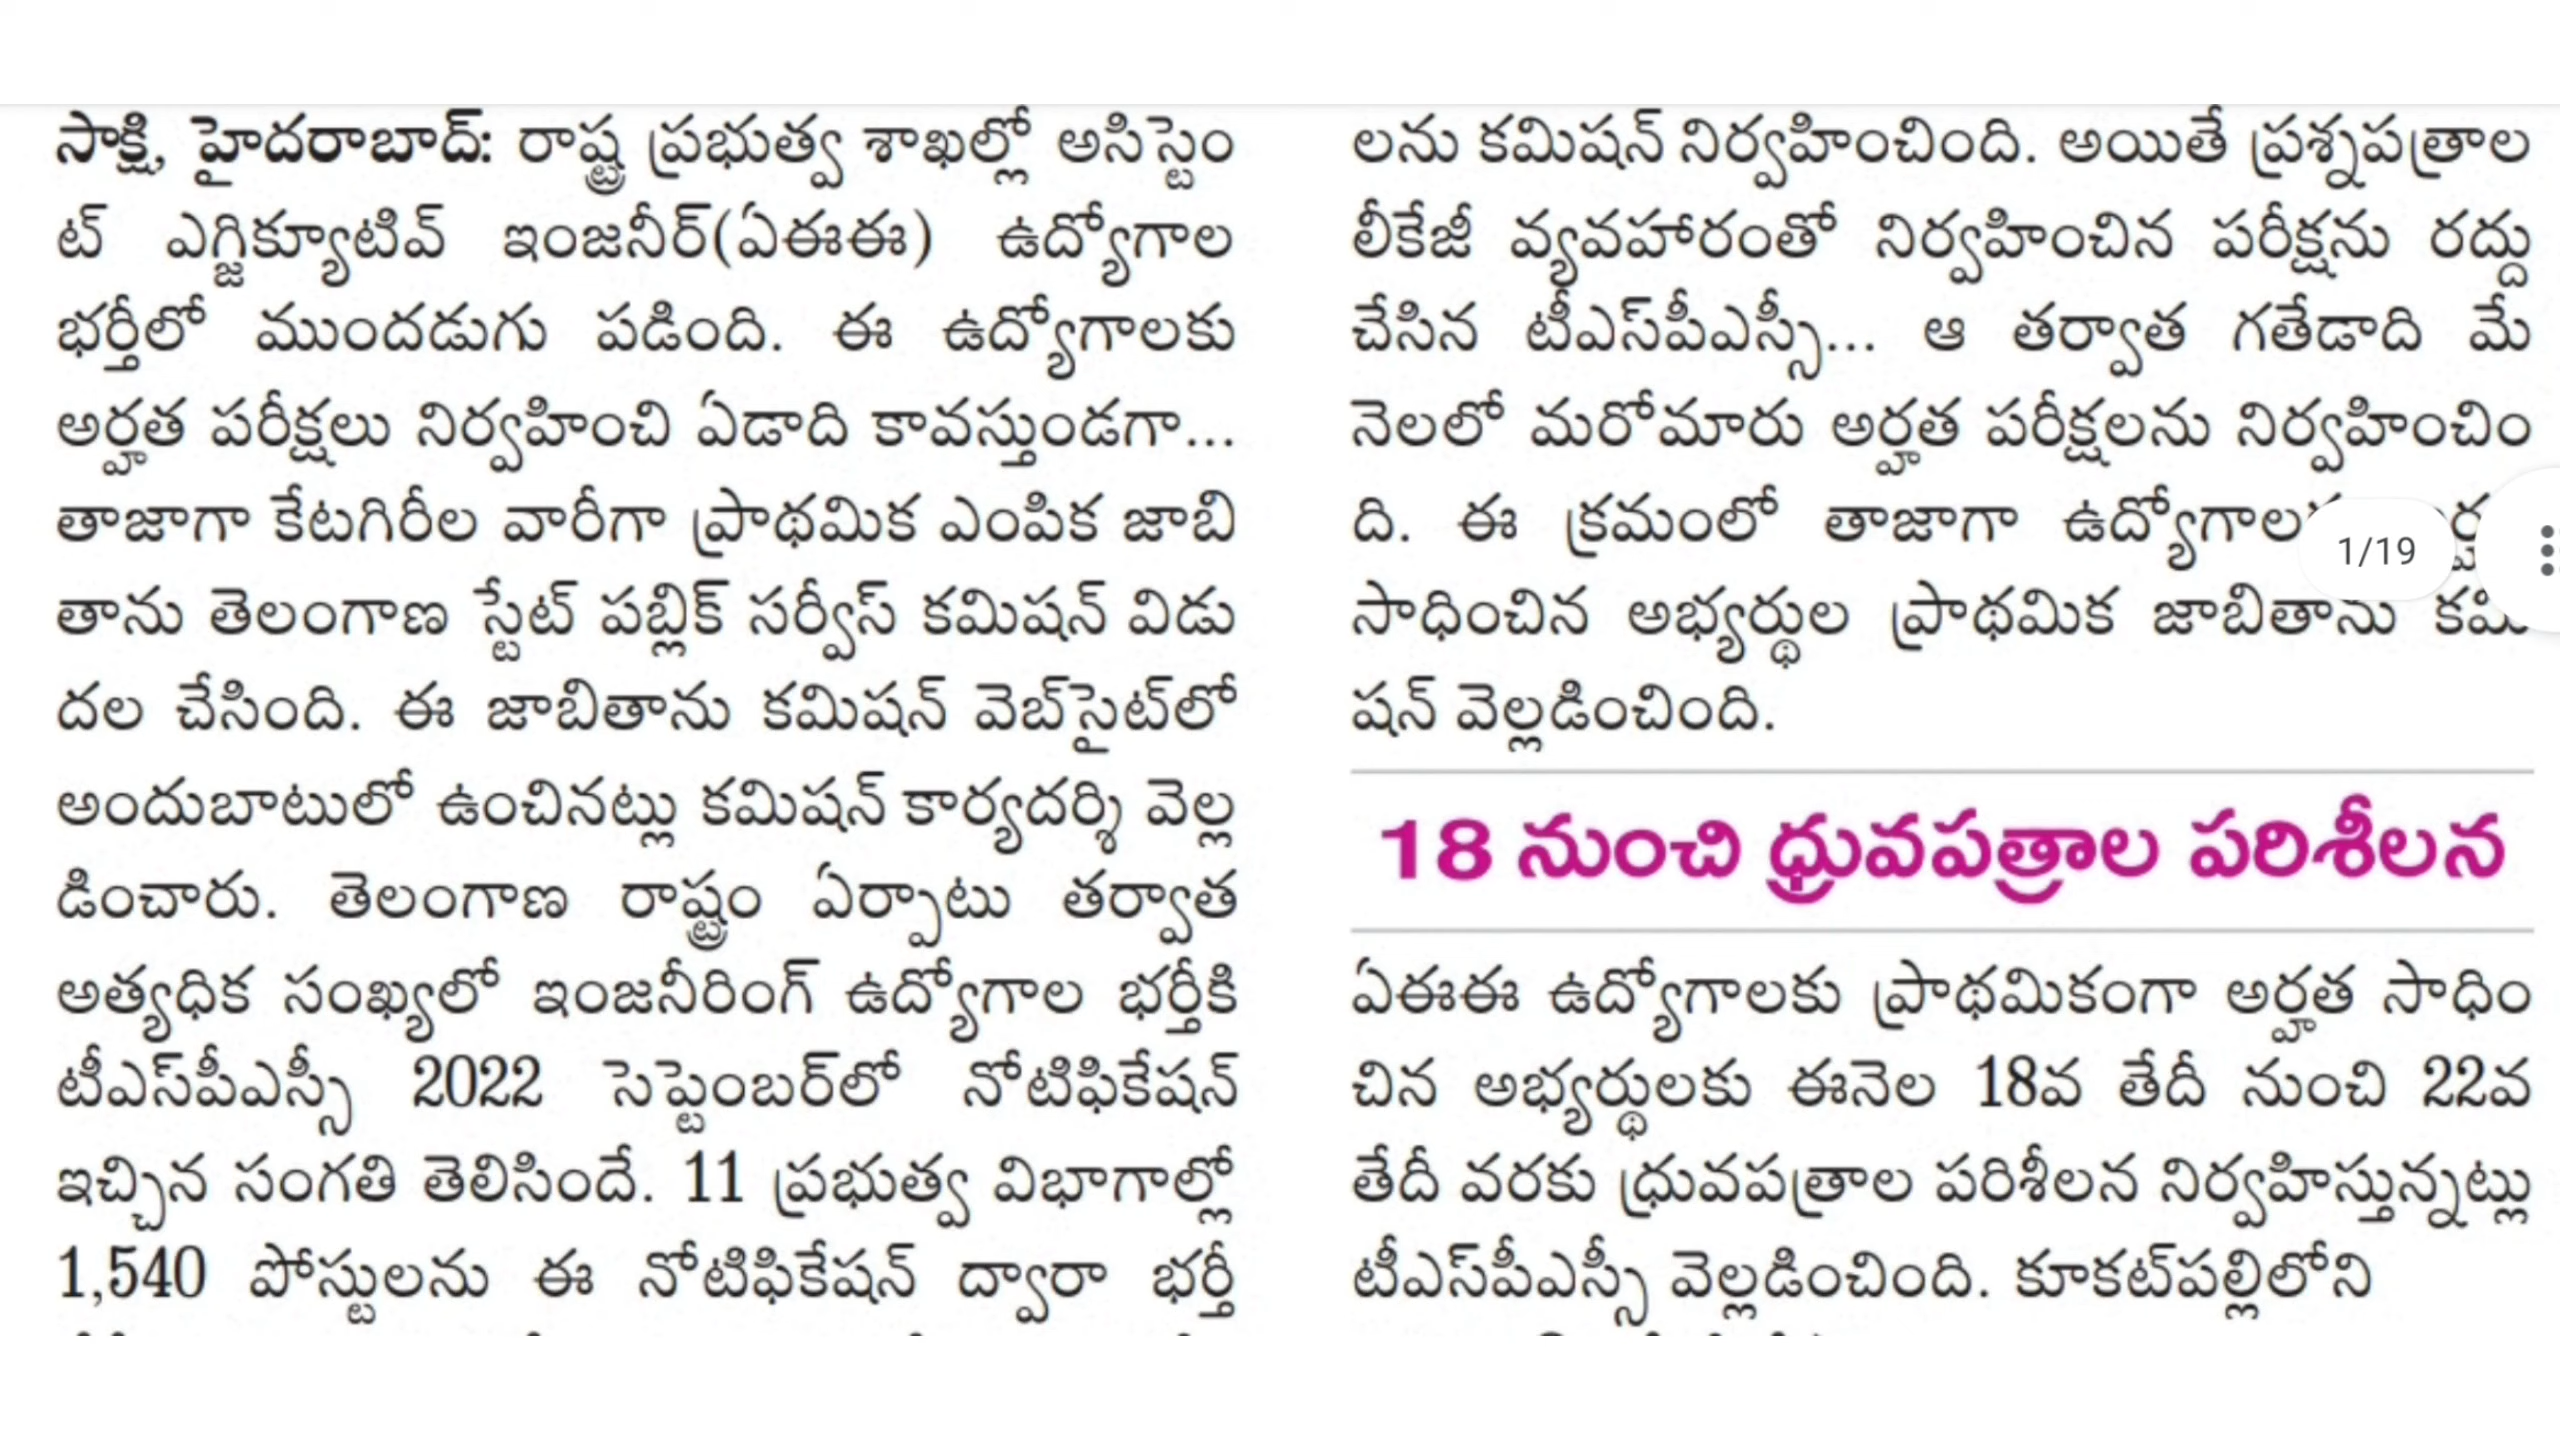 సాక్షి, హైదరాబాద్: రాష్ట్ర ప్రభుత్వ శాఖల్లో అసిస్టెం
ట్ ఎగ్జిక్యూటివ్ ఇంజనీర్(ఏఈఈ) ఉద్యోగాల
భర్తీలో ముందడుగు పడింది. ఈ ఉద్యోగాలకు
అర్హత పరీక్షలు నిర్వహించి ఏడాది కావస్తుండగా...
తాజాగా కేటగిరీల వారీగా ప్రాథమిక ఎంపిక జాబి
తాను తెలంగాణ స్టేట్ పబ్లిక్ సర్వీస్ కమిషన్ విడు
దల చేసింది. ఈ జాబితాను కమిషన్ వెబ్‌సైట్‌లో
అందుబాటులో ఉంచినట్లు కమిషన్ కార్యదర్శి వెల్ల
డించారు. తెలంగాణ రాష్ట్రం ఏర్పాటు తర్వాత
అత్యధిక సంఖ్యలో ఇంజనీరింగ్ ఉద్యోగాల భర్తీకి
టీఎస్‌పీఎస్సీ 2022 సెప్టెంబర్‌లో నోటిఫికేషన్
ఇచ్చిన సంగతి తెలిసిందే. 11 ప్రభుత్వ విభాగాల్లో
1,540 పోస్టులను ఈ నోటిఫికేషన్ ద్వారా భర్తీ
లను కమిషన్ నిర్వహించింది. అయితే ప్రశ్నపత్రాల
లీకేజీ వ్యవహారంతో నిర్వహించిన పరీక్షను రద్దు
చేసిన టీఎస్‌పీఎస్సీ... ఆ తర్వాత గతేడాది మే
నెలలో మరోమారు అర్హత పరీక్షలను నిర్వహించిం
ది. ఈ క్రమంలో తాజాగా
1/19
సాధించిన అభ్యర్థుల ప్రాథమిక జాబితాను కమి
షన్ వెల్లడించింది.
18 నుంచి ధ్రువపత్రాల పరిశీలన
ఏఈఈ ఉద్యోగాలకు ప్రాథమికంగా అర్హత సాధిం
చిన అభ్యర్థులకు ఈనెల 18వ తేదీ నుంచి 22వ
తేదీ వరకు ధ్రువపత్రాల పరిశీలన నిర్వహిస్తున్నట్లు
టీఎస్‌పీఎస్సీ వెల్లడించింది. కూకట్‌పల్లిలోని